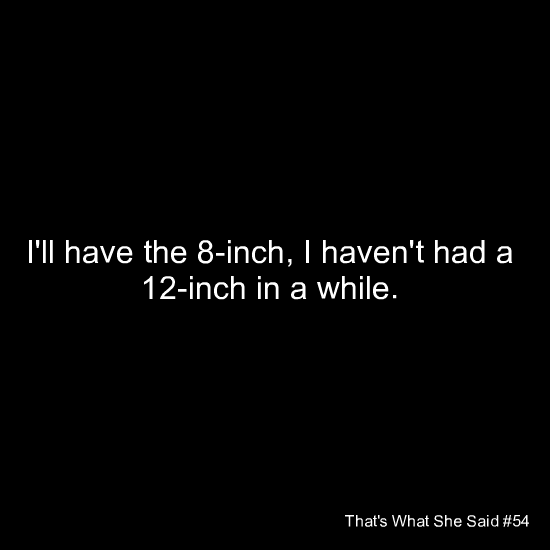 I'll have the 8-inch, I haven't had a
12-inch in a while.
That's What She Said #54